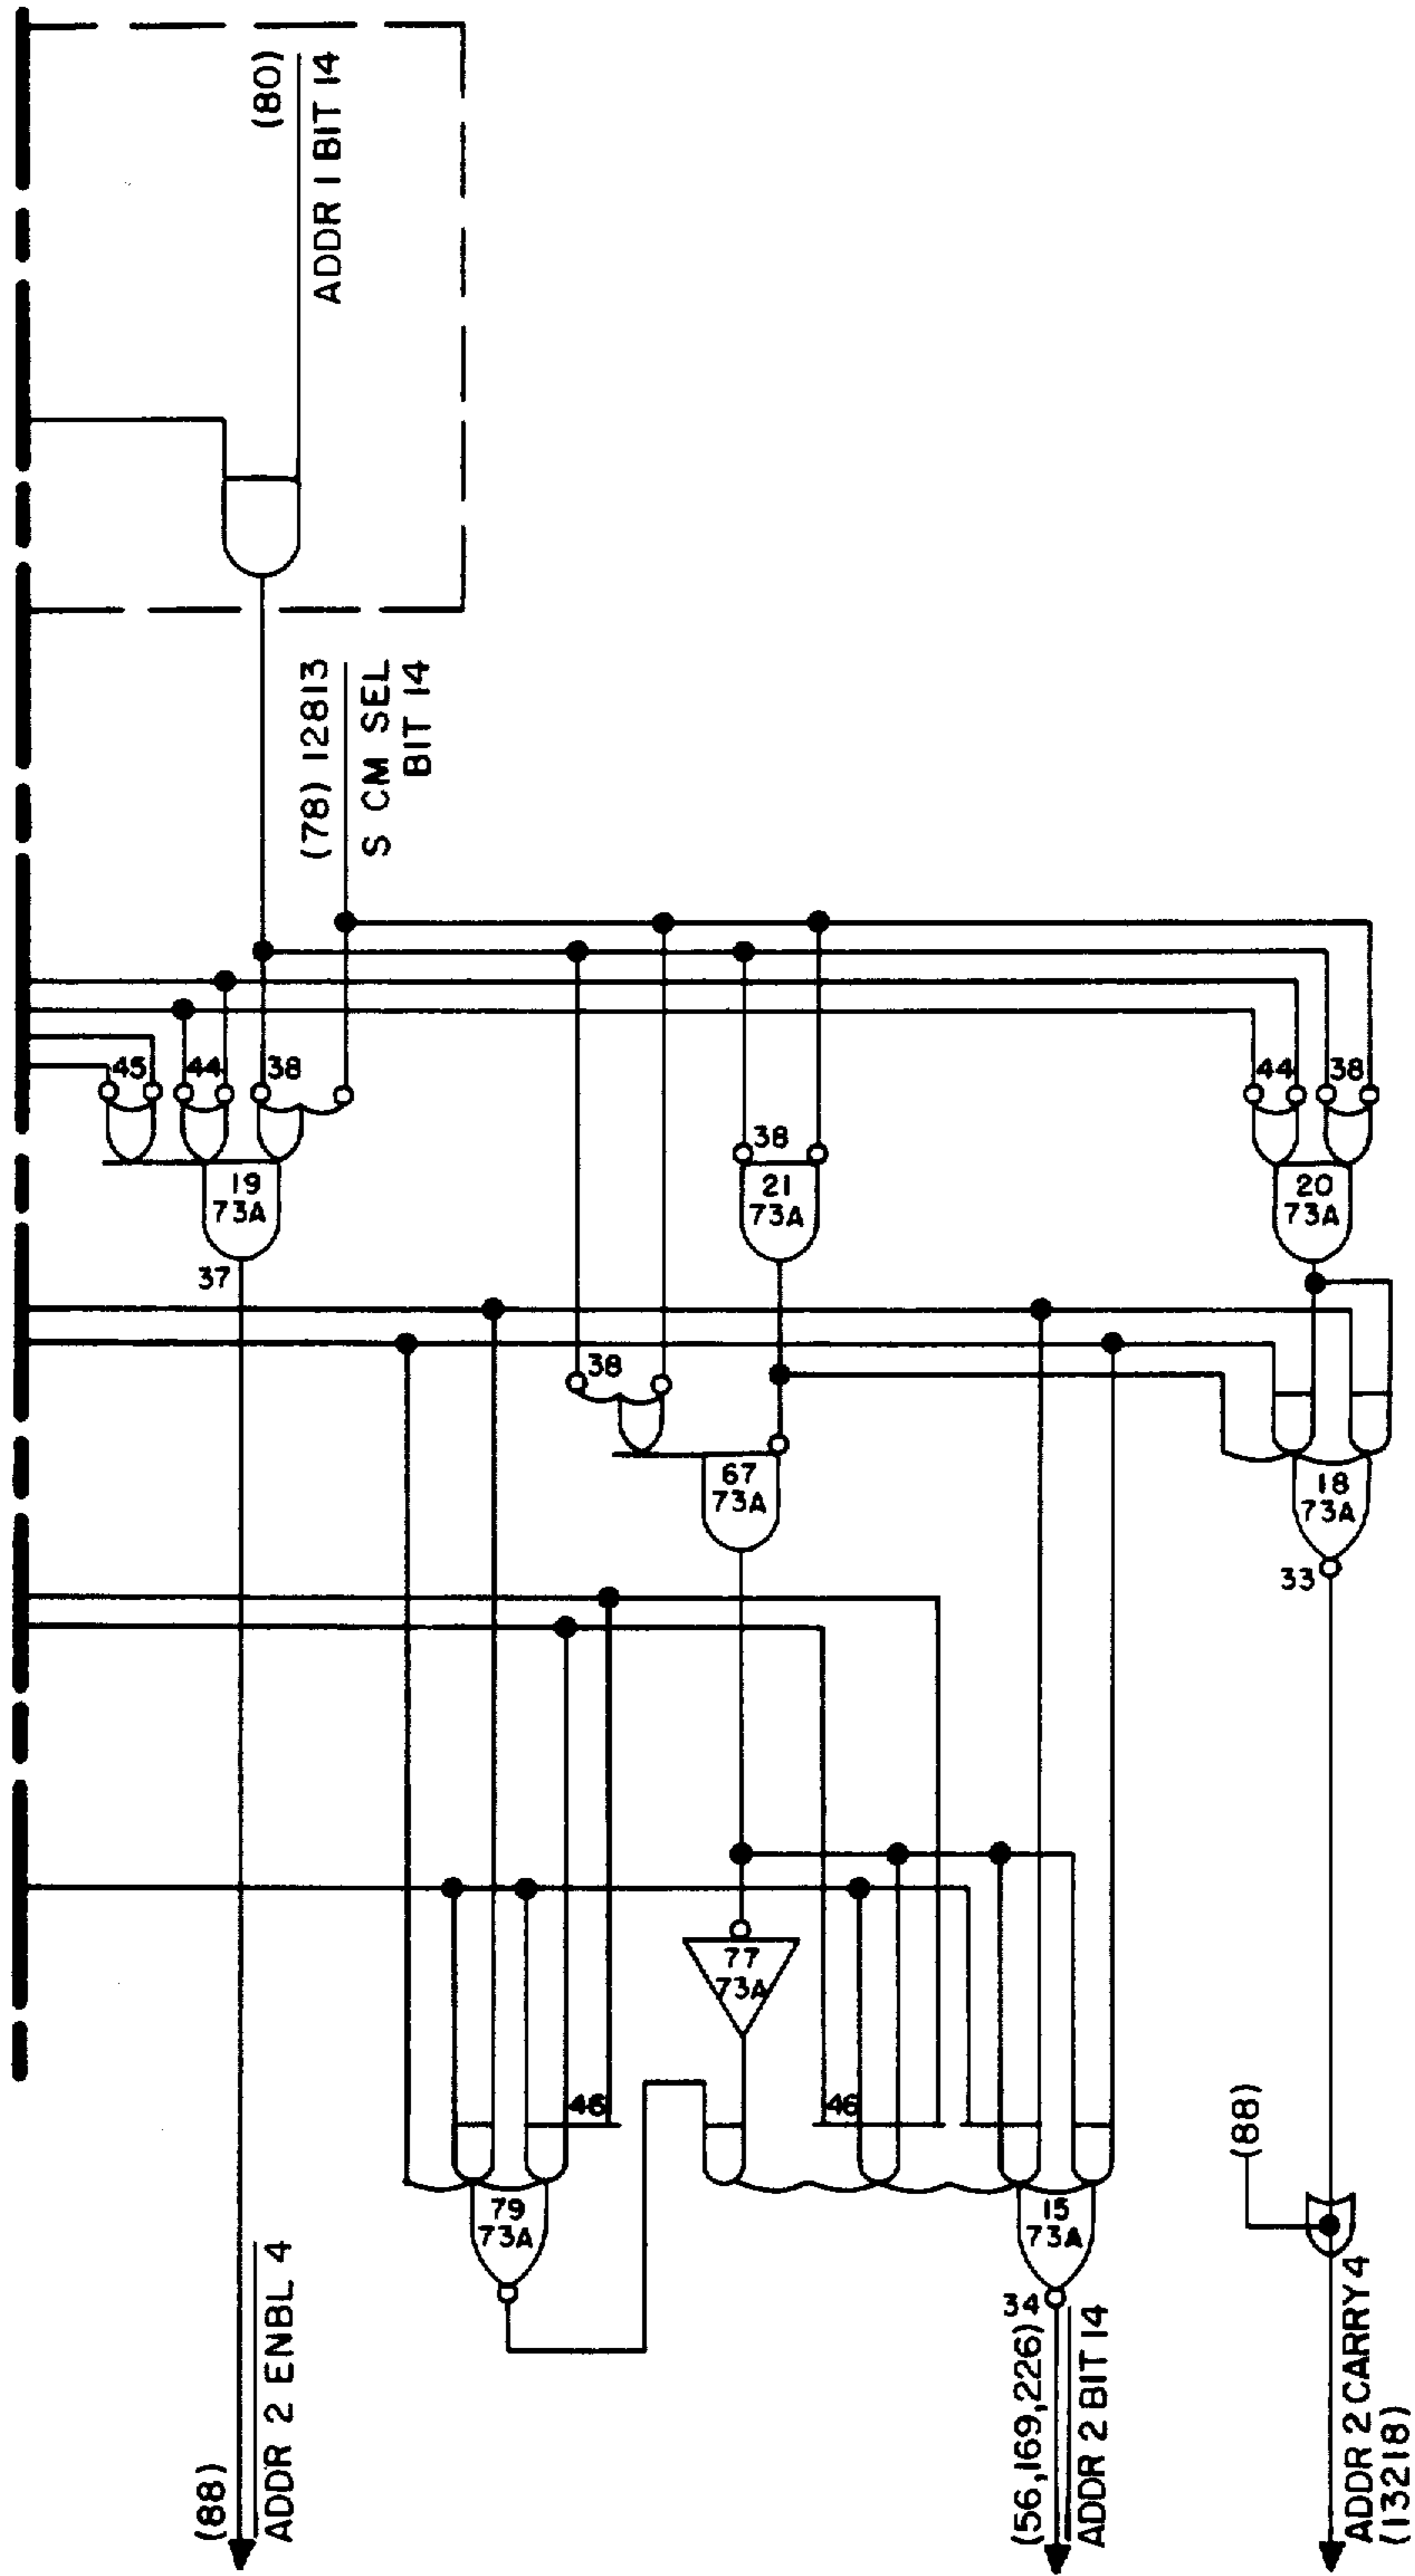 (80)
ADDR 1 BIT 14
(78) 12813
S CM SEL
BIT 14
45
44
38
44
38
38
19
73A
21
73A
20
73A
37
38
67
73A
18
73A
33
77
73A
46
46
79
73A
15
73A
34
(88)
(88)
ADDR 2 ENBL 4
(56,169,226)
ADDR 2 BIT 14
ADDR 2 CARRY 4
(13218)